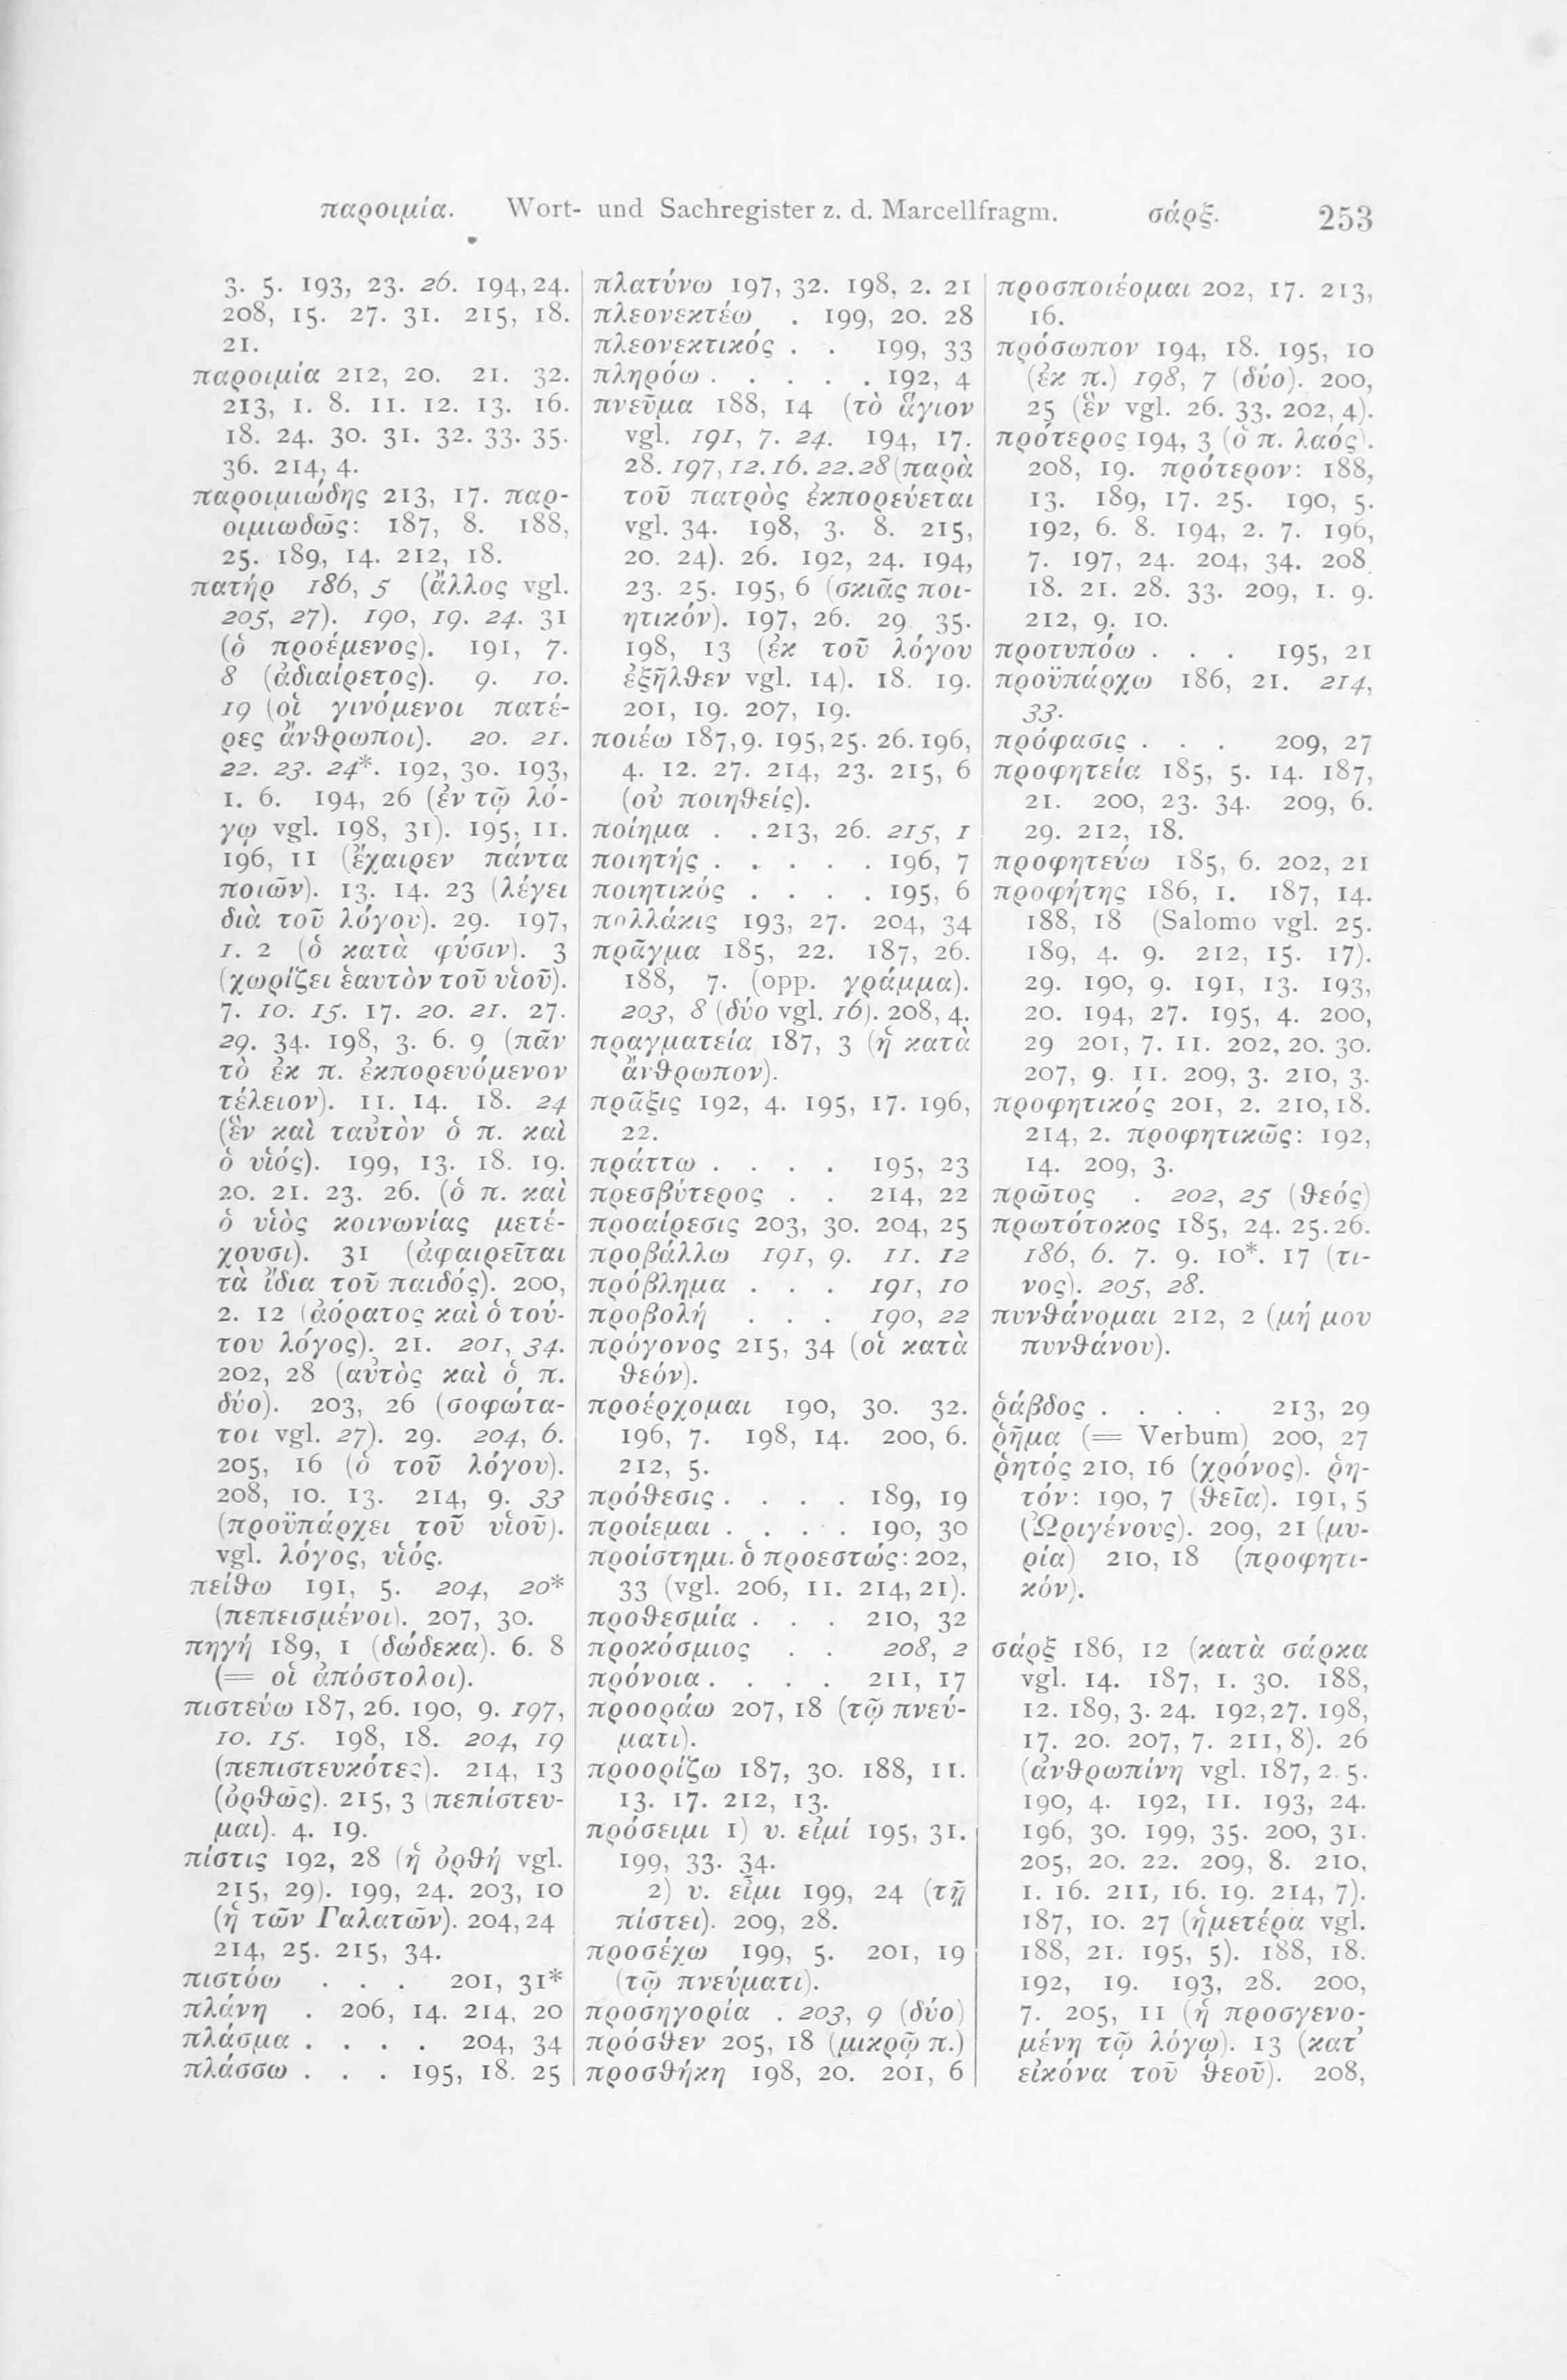 παροιμία. Wort- und Sachregister z. d. Marcellfragm. σάρξ. 253
3. 5. 193, 23. 26. 194, 24.
208, 15. 27. 31. 215, 18.
21.
παροιμία 212, 20. 21. 32.
213, 1. 8. 11. 12. 13. 16.
18. 24. 30. 31. 32. 33. 35.
36. 214, 4.
παροιμιώδης 213, 17. παρ-
οιμιωδῶς: 187, 8. 188,
25. 189, 14. 212, 18.
πατήρ 186, 5 (ἄλλος vgl.
205, 27). 190, 19. 24. 31
(ὁ προέμενος). 191, 7.
8 (ἀδιαίρετος). 9. 10.
19 (οἱ γινόμενοι πατέ-
ρες ἄνθρωποι). 20. 21.
22. 23. 24*. 192, 30. 193,
1. 6. 194, 26 (ἐν τῷ λό-
γῳ vgl. 198, 31). 195, 11.
196, 11 (ἔχαιρεν πάντα
ποιῶν). 13. 14. 23 (λέγει
διὰ τοῦ λόγου). 29. 197,
1. 2 (ὁ κατὰ φύσιν). 3
(χωρίζει ἑαυτὸν τοῦ υἱοῦ).
7. 10. 15. 17. 20. 21. 27.
29. 34. 198, 3. 6. 9 (πᾶν
τὸ ἐκ π. ἐκπορευόμενον
τέλειον). 11. 14. 18. 24
(ἓν καὶ ταὐτὸν ὁ π. καὶ
ὁ υἱός). 199, 13. 18. 19.
20. 21. 23. 26. (ὁ π. καὶ
ὁ υἱὸς κοινωνίας μετέ-
χουσι). 31 (ἀφαιρεῖται
τὰ ἴδια τοῦ παιδός). 200,
2. 12 (ἀόρατος καὶ ὁ τού-
του λόγος). 21. 201, 34.
202, 28 (αὐτὸς καὶ ὁ π.
δύο). 203, 26 (σοφώτα-
τοι vgl. 27). 29. 204, 6.
205, 16 (ὁ τοῦ λόγου).
208, 10. 13. 214, 9. 33
(προϋπάρχει τοῦ υἱοῦ).
vgl. λόγος, υἱός.
πείθω 191, 5. 204, 20*
(πεπεισμένοι). 207, 30.
πηγή 189, 1 (δώδεκα). 6. 8
(= οἱ ἀπόστολοι).
πιστεύω 187, 26. 190, 9. 197,
10. 15. 198, 18. 204, 19
(πεπιστευκότες). 214, 13
(ὀρθῶς). 215, 3 (πεπίστευ-
μαι). 4. 19.
πίστις 192, 28 (ἡ ὀρθή vgl.
215, 29). 199, 24. 203, 10
(ἡ τῶν Γαλατῶν). 204, 24
214, 25. 215, 34.
πιστόω . . . 201, 31*
πλάνη . 206, 14. 214, 20
πλάσμα . . . . 204, 34
πλάσσω . . . 195, 18. 25
πλατύνω 197, 32. 198, 2. 21
πλεονεκτέω . 199, 20. 28
πλεονεκτικός . . 199, 33
πληρόω . . . . . 192, 4
πνεῦμα 188, 14 (τὸ ἅγιον
vgl. 191, 7. 24. 194, 17.
28. 197, 12. 16. 22. 28 (παρὰ
τοῦ πατρὸς ἐκπορεύεται
vgl. 34. 198, 3. 8. 215,
20. 24). 26. 192, 24. 194,
23. 25. 195, 6 (σκιᾶς ποι-
ητικόν). 197, 26. 29. 35.
198, 13 (ἐκ τοῦ λόγου
ἐξῆλθεν vgl. 14). 18. 19.
201, 19. 207, 19.
ποιέω 187, 9. 195, 25. 26. 196,
4. 12. 27. 214, 23. 215, 6
(οὐ ποιηθείς).
ποίημα . . 213, 26. 215, 1
ποιητής . . . . . 196, 7
ποιητικός . . . . 195, 6
πολλάκις 193, 27. 204, 34
πρᾶγμα 185, 22. 187, 26.
188, 7. (opp. γράμμα).
203, 8 (δύο vgl. 16). 208, 4.
πραγματεία 187, 3 (ἡ κατὰ
ἄνθρωπον).
πρᾶξις 192, 4. 195, 17. 196,
22.
πράττω . . . . 195, 23
πρεσβύτερος . . 214, 22
προαίρεσις 203, 30. 204, 25
προβάλλω 191, 9. 11. 12
πρόβλημα . . . 191, 10
προβολή . . . 190, 22
πρόγονος 215, 34 (οἱ κατὰ
θεόν).
προέρχομαι 190, 30. 32.
196, 7. 198, 14. 200, 6.
212, 5.
πρόθεσις . . . . 189, 19
προίεμαι . . . . 190, 30
προίστημι. ὁ προεστώς: 202,
33 (vgl. 206, 11. 214, 21).
προθεσμία . . . 210, 32
προκόσμιος . . 208, 2
πρόνοια . . . . 211, 17
προοράω 207, 18 (τῷ πνεύ-
ματι).
προορίζω 187, 30. 188, 11.
13. 17. 212, 13.
πρόσειμι 1) v. εἰμί 195, 31.
199, 33. 34.
2) v. εἶμι 199, 24 (τῇ
πίστει). 209, 28.
προσέχω 199, 5. 201, 19
(τῷ πνεύματι).
προσηγορία . 203, 9 (δύο)
πρόσθεν 205, 18 (μικρῷ π.)
προσθήκη 198, 20. 201, 6
προσποιέομαι 202, 17. 213,
16.
πρόσωπον 194, 18. 195, 10
(ἐκ π.) 198, 7 (δύο). 200,
25 (ἓν vgl. 26. 33. 202, 4).
πρότερος 194, 3 (ὁ π. λαός).
208, 19. πρότερον: 188,
13. 189, 17. 25. 190, 5.
192, 6. 8. 194, 2. 7. 196,
7. 197, 24. 204, 34. 208
18. 21. 28. 33. 209, 1. 9.
212, 9. 10.
προτυπόω . . . 195, 21
προϋπάρχω 186, 21. 214,
33.
πρόφασις . . . 209, 27
προφητεία 185, 5. 14. 187,
21. 200, 23. 34. 209, 6.
29. 212, 18.
προφητεύω 185, 6. 202, 21
προφήτης 186, 1. 187, 14.
188, 18 (Salomo vgl. 25.
189, 4. 9. 212, 15. 17).
29. 190, 9. 191, 13. 193,
20. 194, 27. 195, 4. 200,
29 201, 7. 11. 202, 20. 30.
207, 9. 11. 209, 3. 210, 3.
προφητικός 201, 2. 210, 18.
214, 2. προφητικῶς: 192,
14. 209, 3.
πρῶτος . 202, 25 (θεός)
πρωτότοκος 185, 24. 25. 26.
186, 6. 7. 9. 10*. 17 (τι-
νος). 205, 28.
πυνθάνομαι 212, 2 (μή μου
πυνθάνου).
ῥάβδος . . . . 213, 29
ῥῆμα (= Verbum) 200, 27
ῥητός 210, 16 (χρόνος). ῥη-
τόν: 190, 7 (θεῖα). 191, 5
(Ὠριγένους). 209, 21 (μυ-
ρία) 210, 18 (προφητι-
κόν).
σάρξ 186, 12 (κατὰ σάρκα
vgl. 14. 187, 1. 30. 188,
12. 189, 3. 24. 192, 27. 198,
17. 20. 207, 7. 211, 8). 26
(ἀνθρωπίνη vgl. 187, 2. 5.
190, 4. 192, 11. 193, 24.
196, 30. 199, 35. 200, 31.
205, 20. 22. 209, 8. 210,
1. 16. 211, 16. 19. 214, 7).
187, 10. 27 (ἡμετέρα vgl.
188, 21. 195, 5). 188, 18.
192, 19. 193, 28. 200,
7. 205, 11 (ἡ προσγενο-
μένη τῷ λόγῳ). 13 (κατ'
εἰκόνα τοῦ θεοῦ). 208,